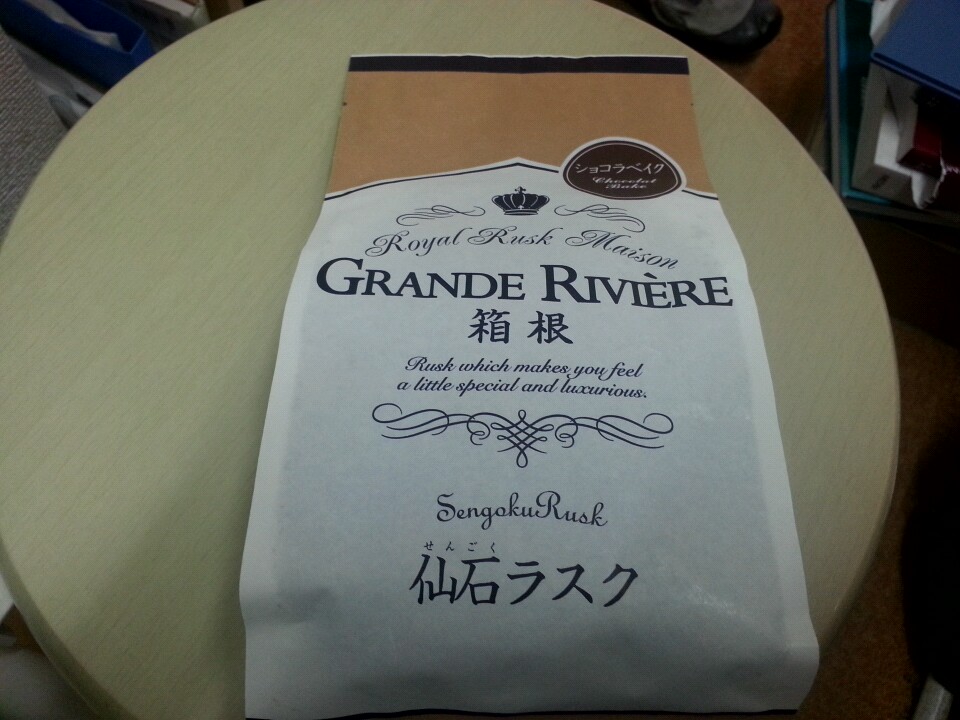 ショコラベイク
Chocolat
Bake
Royal Rusk Maison
GRANDE RIVIÈRE
箱根
Rusk which makes you feel
a little special and luxurious.
SengokuRusk
せんごく
仙石ラスク